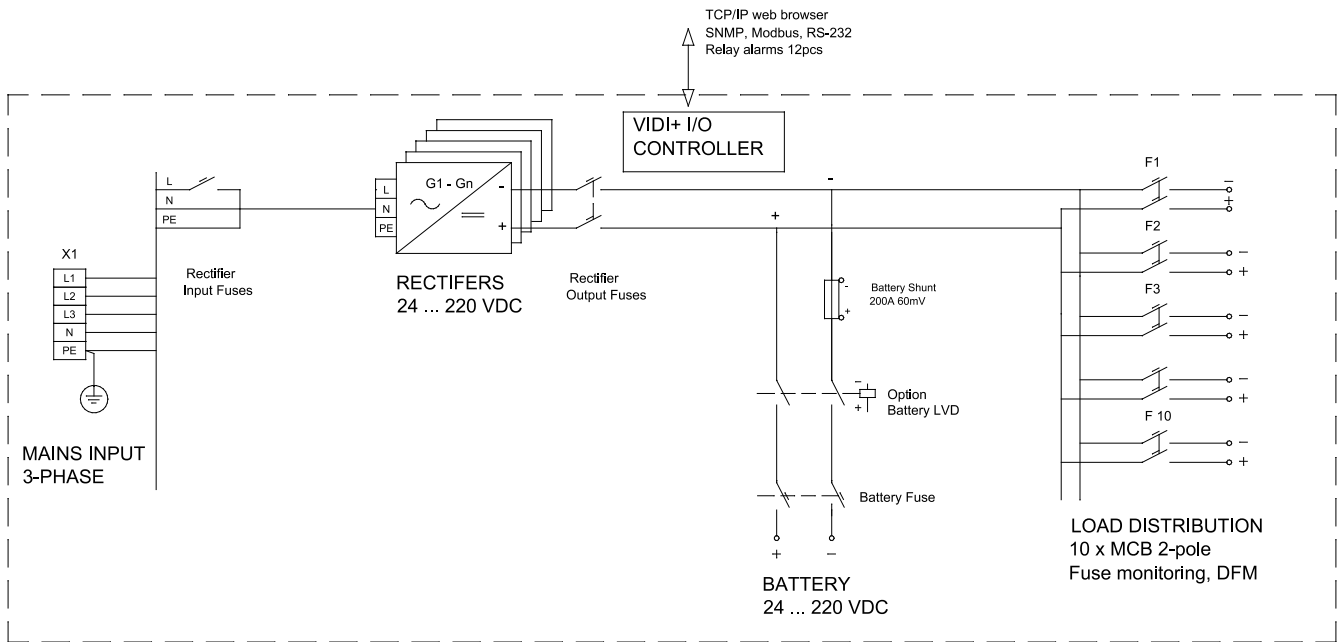 TCP/IP web browser
SNMP, Modbus, RS-232
Relay alarms 12pcs
VIDI+ I/O
CONTROLLER
L
N
PE
Rectifier
Input Fuses
X1
L1
L2
L3
N
PE
MAINS INPUT
3-PHASE
L
N
PE
G1 - Gn
-
+
RECTIFERS
24 ... 220 VDC
Rectifier
Output Fuses
-
+
Battery Shunt
200A 60mV
-
+
-
+
Option
Battery LVD
Battery Fuse
+ -
BATTERY
24 ... 220 VDC
F1
-
+
F2
-
+
F3
-
+
-
+
F 10
-
+
LOAD DISTRIBUTION
10 x MCB 2-pole
Fuse monitoring, DFM